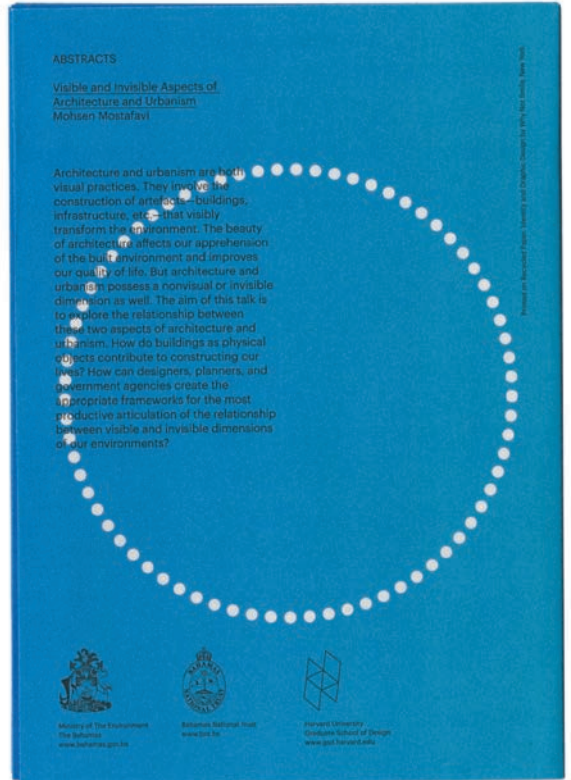 ABSTRACTS
Visible and Invisible Aspects of
Architecture and Urbanism
Mohsen Mostafavi
Architecture and urbanism are both
visual practices. They involve the
construction of artefacts—buildings,
infrastructure, etc.—that visibly
transform the environment. The beauty
of architecture affects our apprehension
of the built environment and improves
our quality of life. But architecture and
urbanism possess a nonvisual or invisible
dimension as well. The aim of this talk is
to explore the relationship between
these two aspects of architecture and
urbanism. How do buildings as physical
objects contribute to constructing our
lives? How can designers, planners, and
government agencies create the
appropriate frameworks for the most
productive articulation of the relationship
between visible and invisible dimensions
of our environments?
Printed on Recycled Paper. Identity and Graphic Design by Why Not Smile, New York
BAHAMAS
NATIONAL TRUST
Ministry of The Environment
The Bahamas
www.bahamas.gov.bs
Bahamas National Trust
www.bnt.bs
Harvard University
Graduate School of Design
www.gsd.harvard.edu